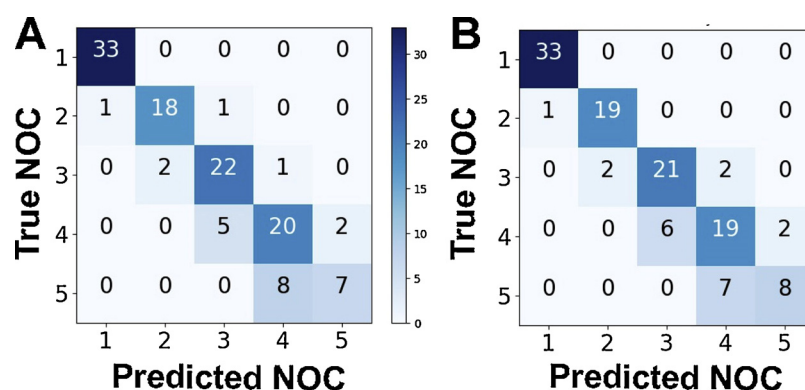 A
B
True NOC
1 33 0 0 0 0
2 1 18 1 0 0
3 0 2 22 1 0
4 0 0 5 20 2
5 0 0 0 8 7
1 2 3 4 5
Predicted NOC
30
25
20
15
10
5
0
True NOC
1 33 0 0 0 0
2 1 19 0 0 0
3 0 2 21 2 0
4 0 0 6 19 2
5 0 0 0 7 8
1 2 3 4 5
Predicted NOC